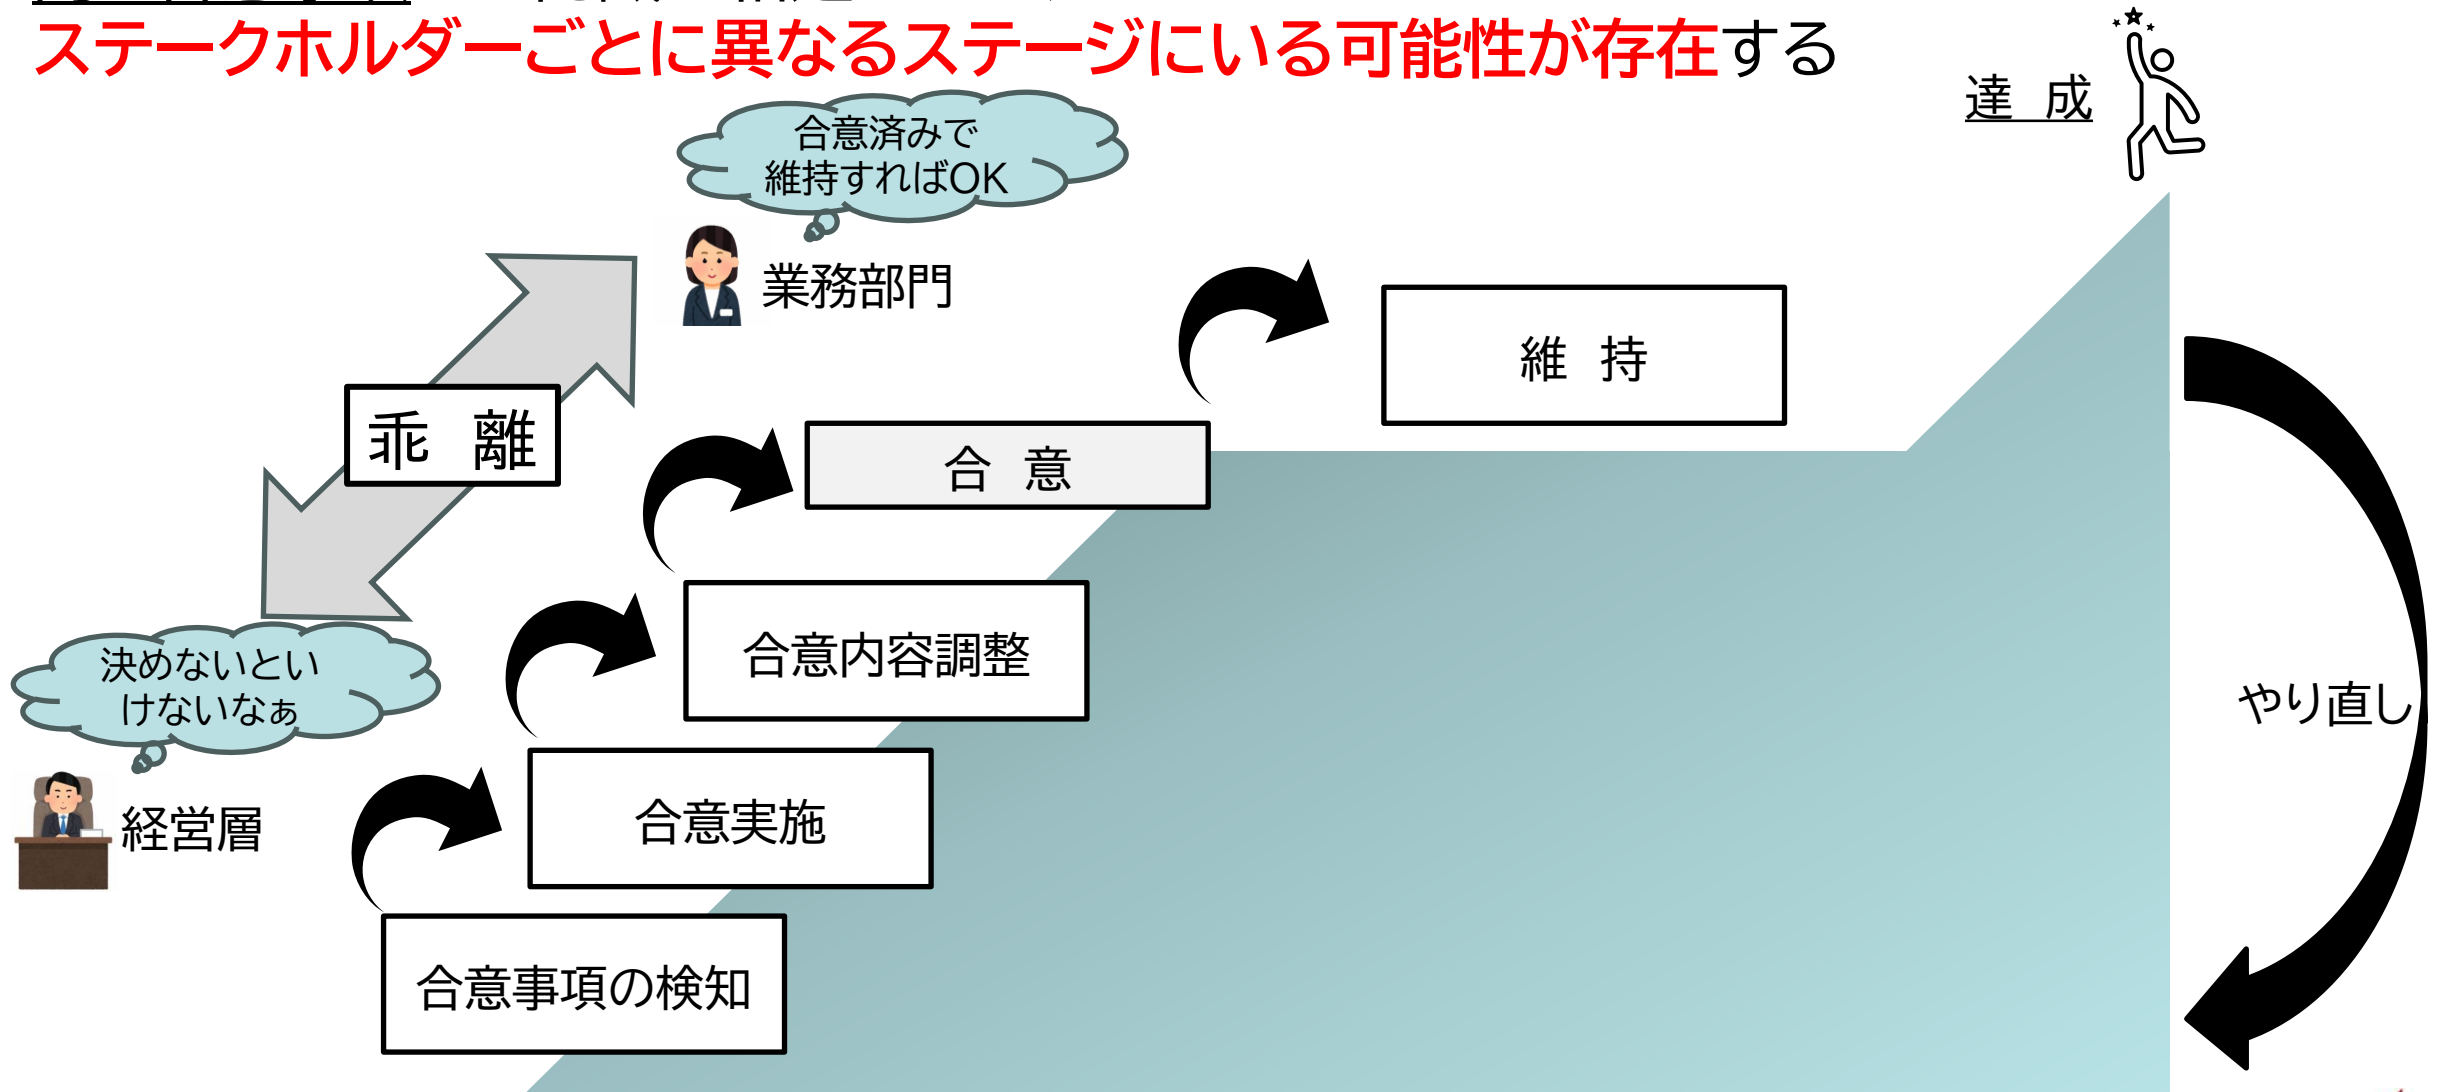 ステークホルダーごとに異なるステージにいる可能性が存在する
達　成
合意済みで
維持すればOK
業務部門
維　持
乖　離
合　意
合意内容調整
決めないとい
けないなぁ
やり直し
経営層
合意実施
合意事項の検知